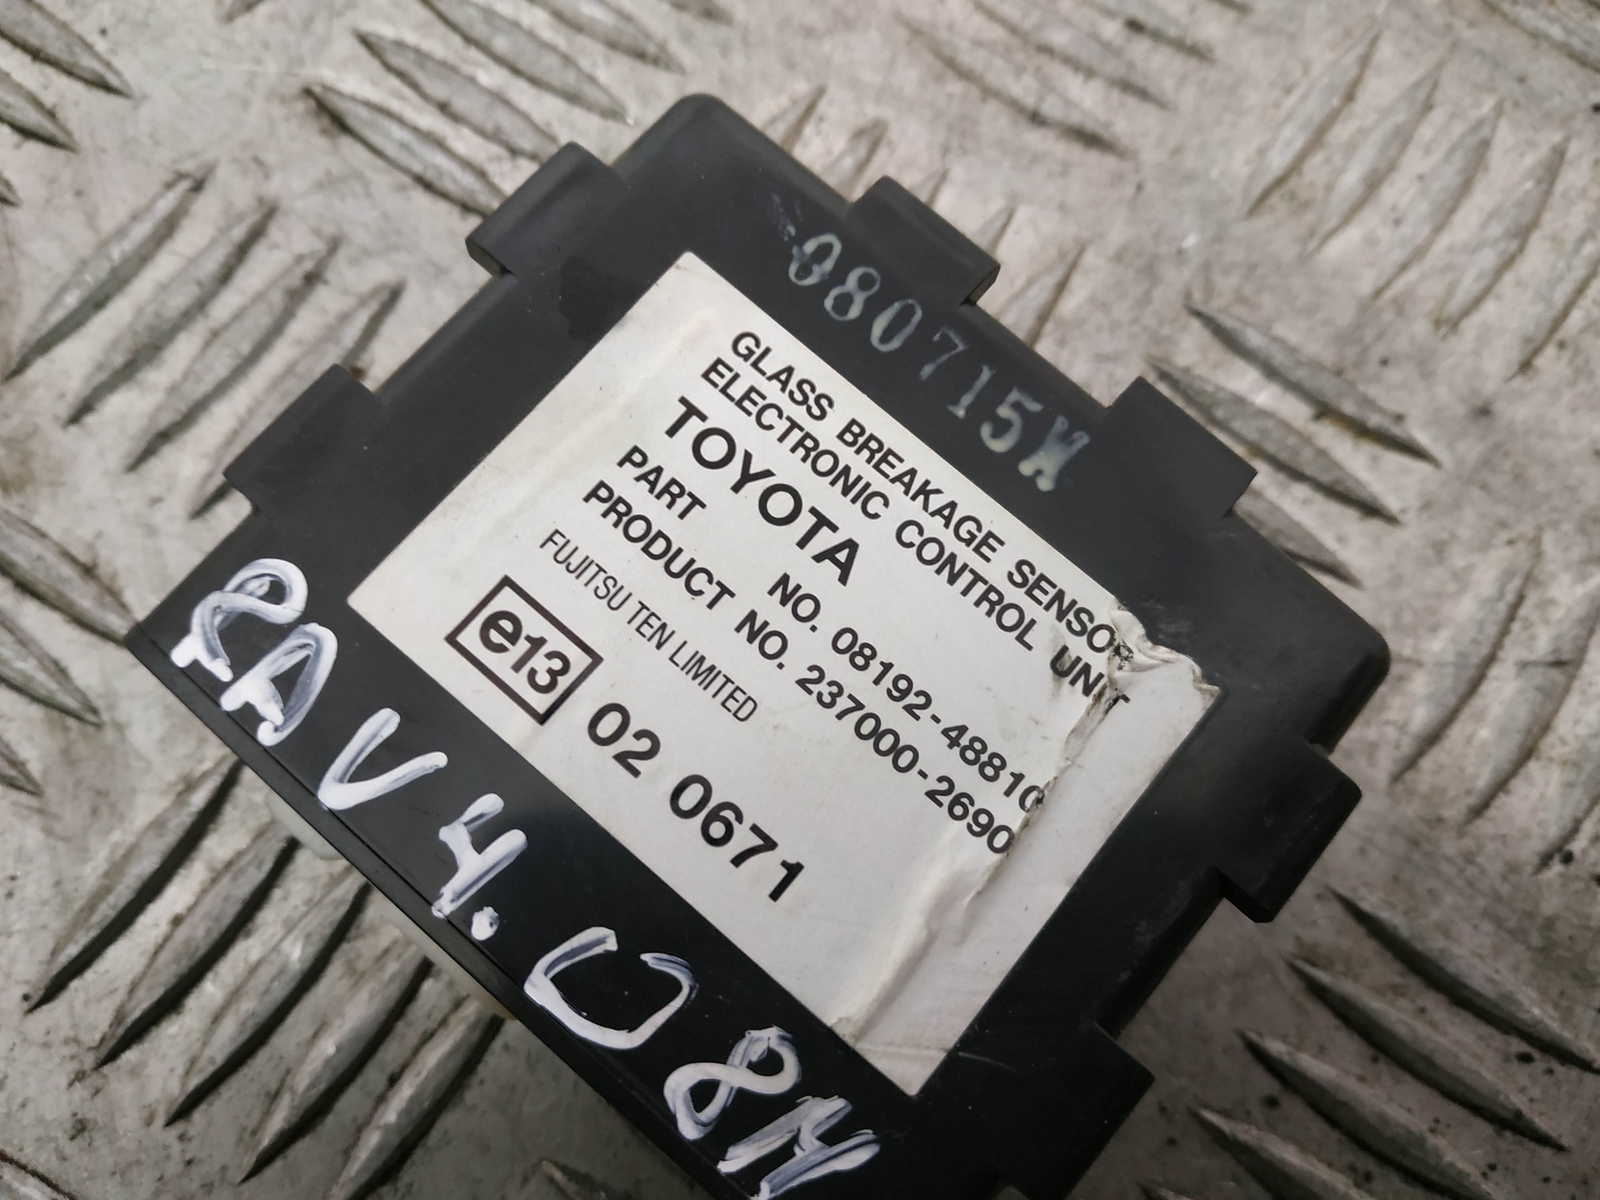 080715M
GLASS BREAKAGE SENSOR
ELECTRONIC CONTROL UNIT
TOYOTA
PART NO. 08192-48810
PRODUCT NO. 237000-2690
FUJITSU TEN LIMITED
e13 02 0671
RAV4. 08M